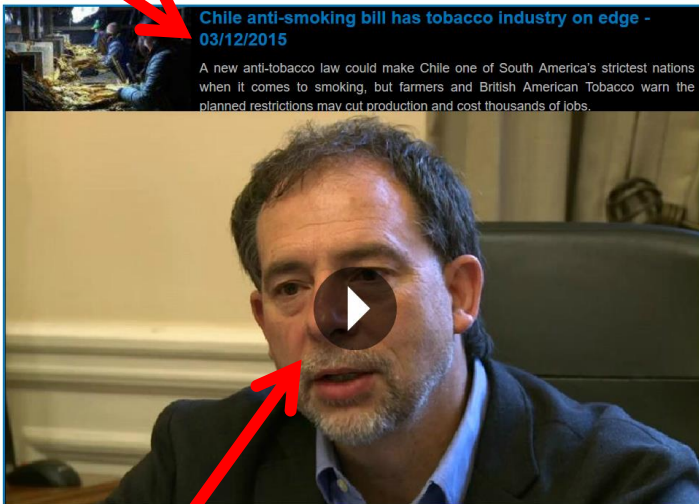 Chile anti-smoking bill has tobacco industry on edge -
03/12/2015
A new anti-tobacco law could make Chile one of South America's strictest nations
when it comes to smoking, but farmers and British American Tobacco warn the
planned restrictions may cut production and cost thousands of jobs.